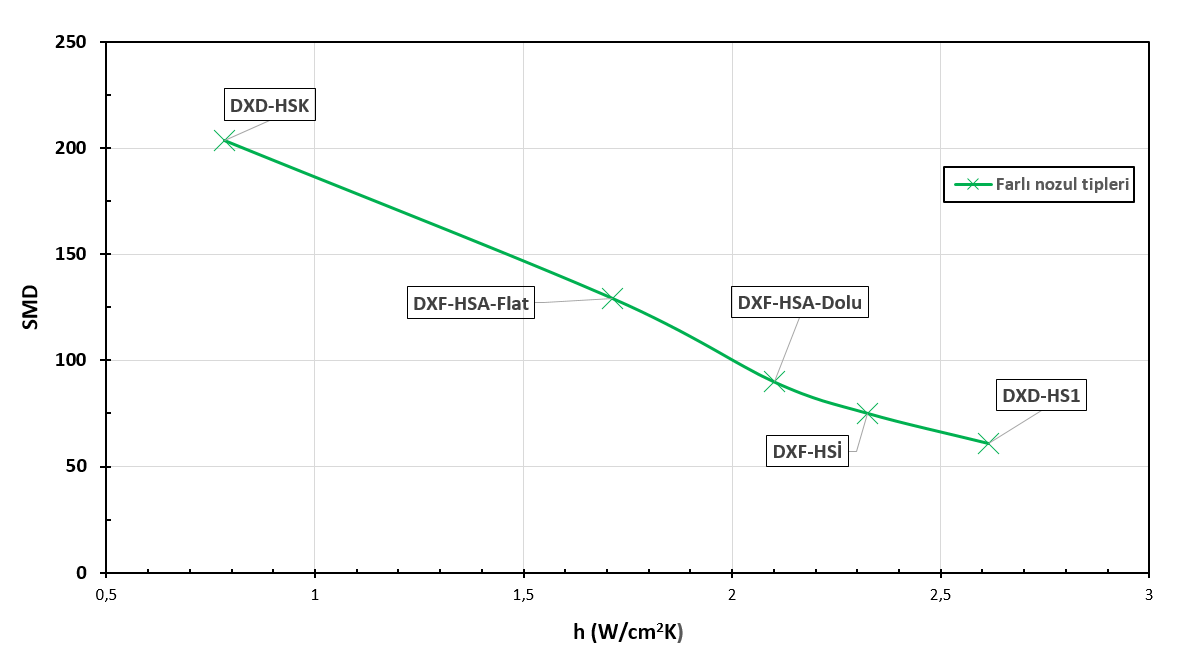 250
200
150
100
50
0
SMD
DXD-HSK
DXF-HSA-Flat
DXF-HSA-Dolu
DXF-HSİ
DXD-HS1
Farlı nozul tipleri
0,5
1
1,5
2
2,5
3
h (W/cm²K)